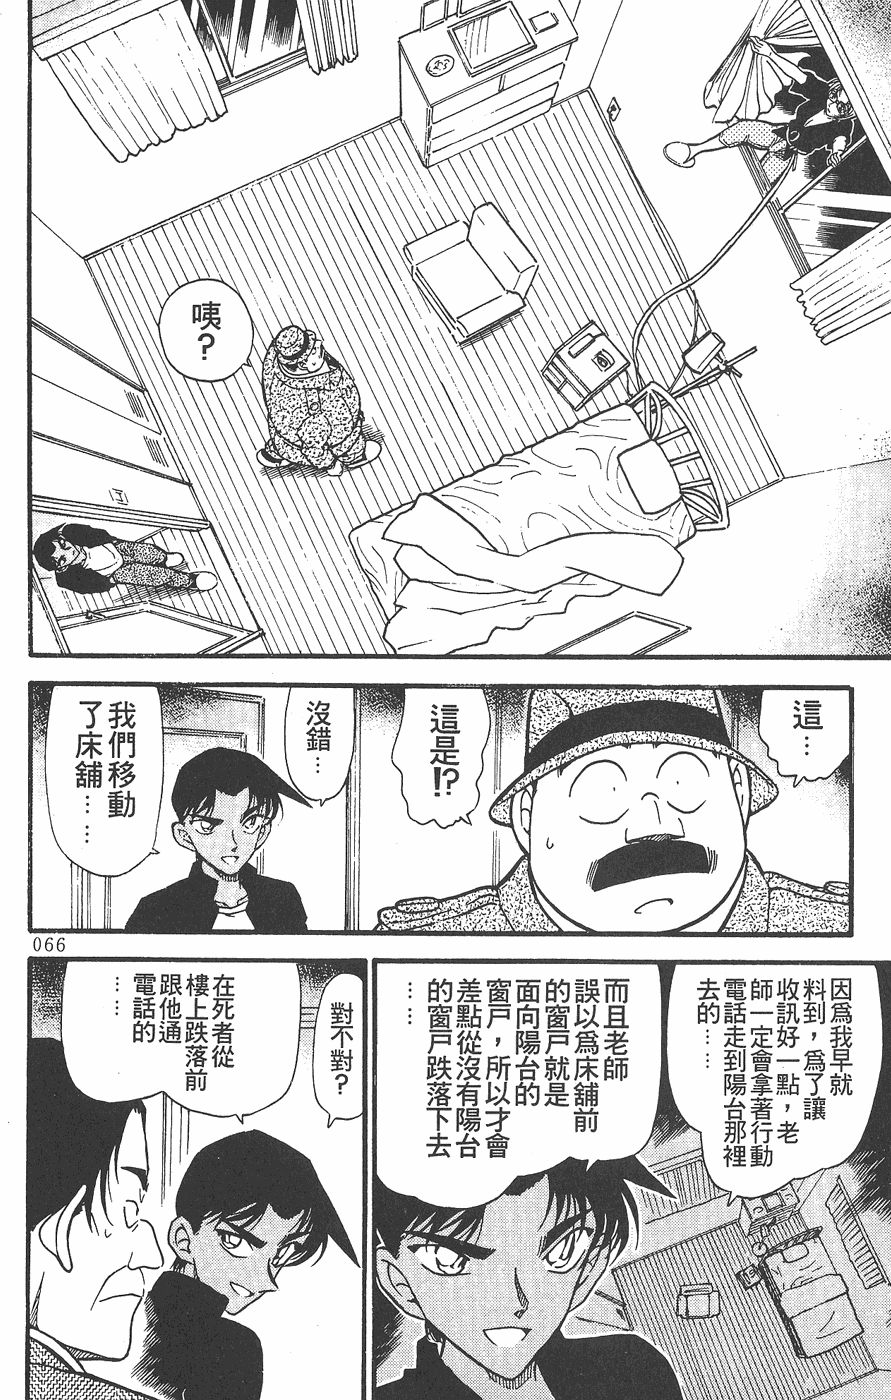 咦？
這…
這是!?
沒錯…
我們移動
了床舖……
因為我早就
料到，為了讓
收訊好一點，老
師一定會拿著行動
電話走到陽台那裡
去的……
而且老師
誤以為床舖前
的窗戶就是
面向陽台的
窗戶，所以才會
差點從沒有陽台
的窗戶跌落下去
……
對不對？
在死者從
樓上跌落前
跟他通
電話的
……
066